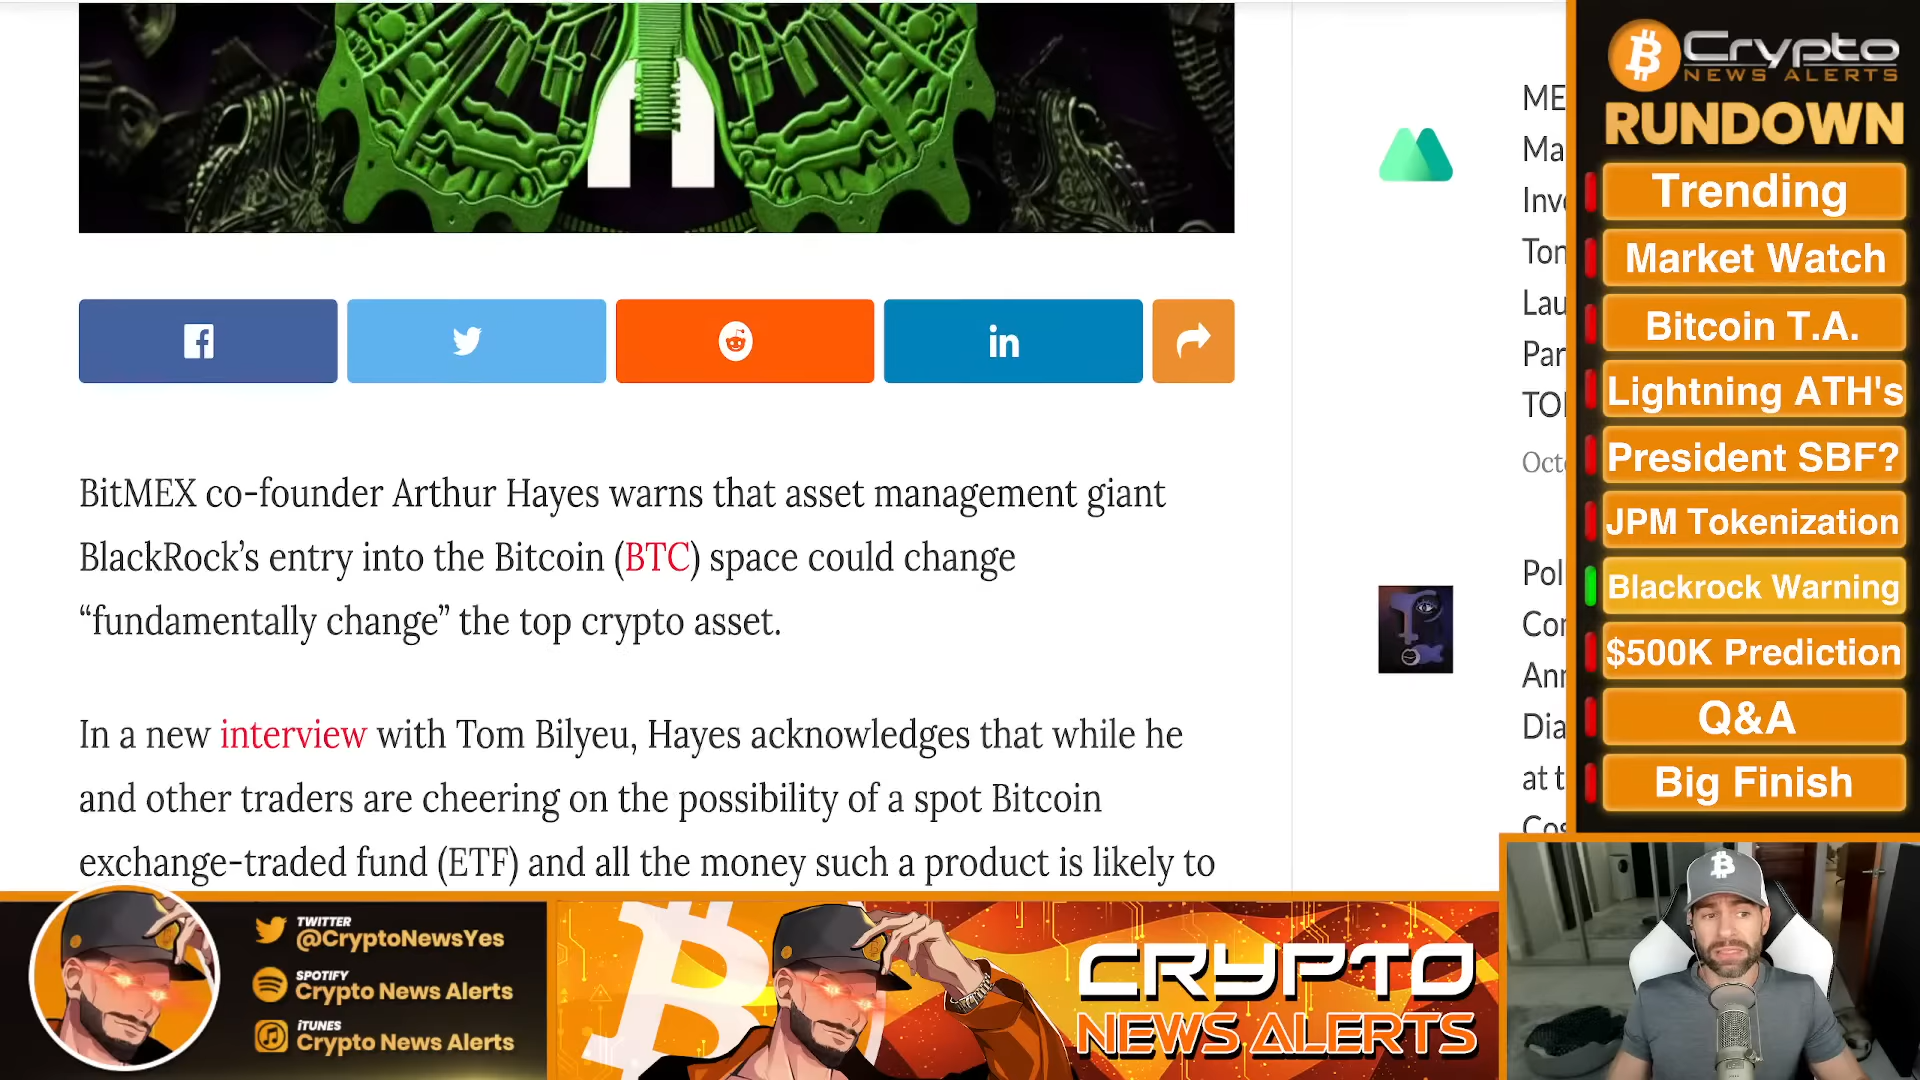 BitMEX co-founder Arthur Hayes warns that asset management giant
BlackRock's entry into the Bitcoin (BTC) space could change
“fundamentally change” the top crypto asset.
In a new interview with Tom Bilyeu, Hayes acknowledges that while he
and other traders are cheering on the possibility of a spot Bitcoin
exchange-traded fund (ETF) and all the money such a product is likely to
Crypto
NEWS ALERTS
RUNDOWN
Trending
Market Watch
Bitcoin T.A.
Lightning ATH's
President SBF?
JPM Tokenization
Blackrock Warning
$500K Prediction
Q&A
Big Finish
TWITTER
@CryptoNewsYes
SPOTIFY
Crypto News Alerts
iTUNES
Crypto News Alerts
CRYPTO
NEWS ALERTS